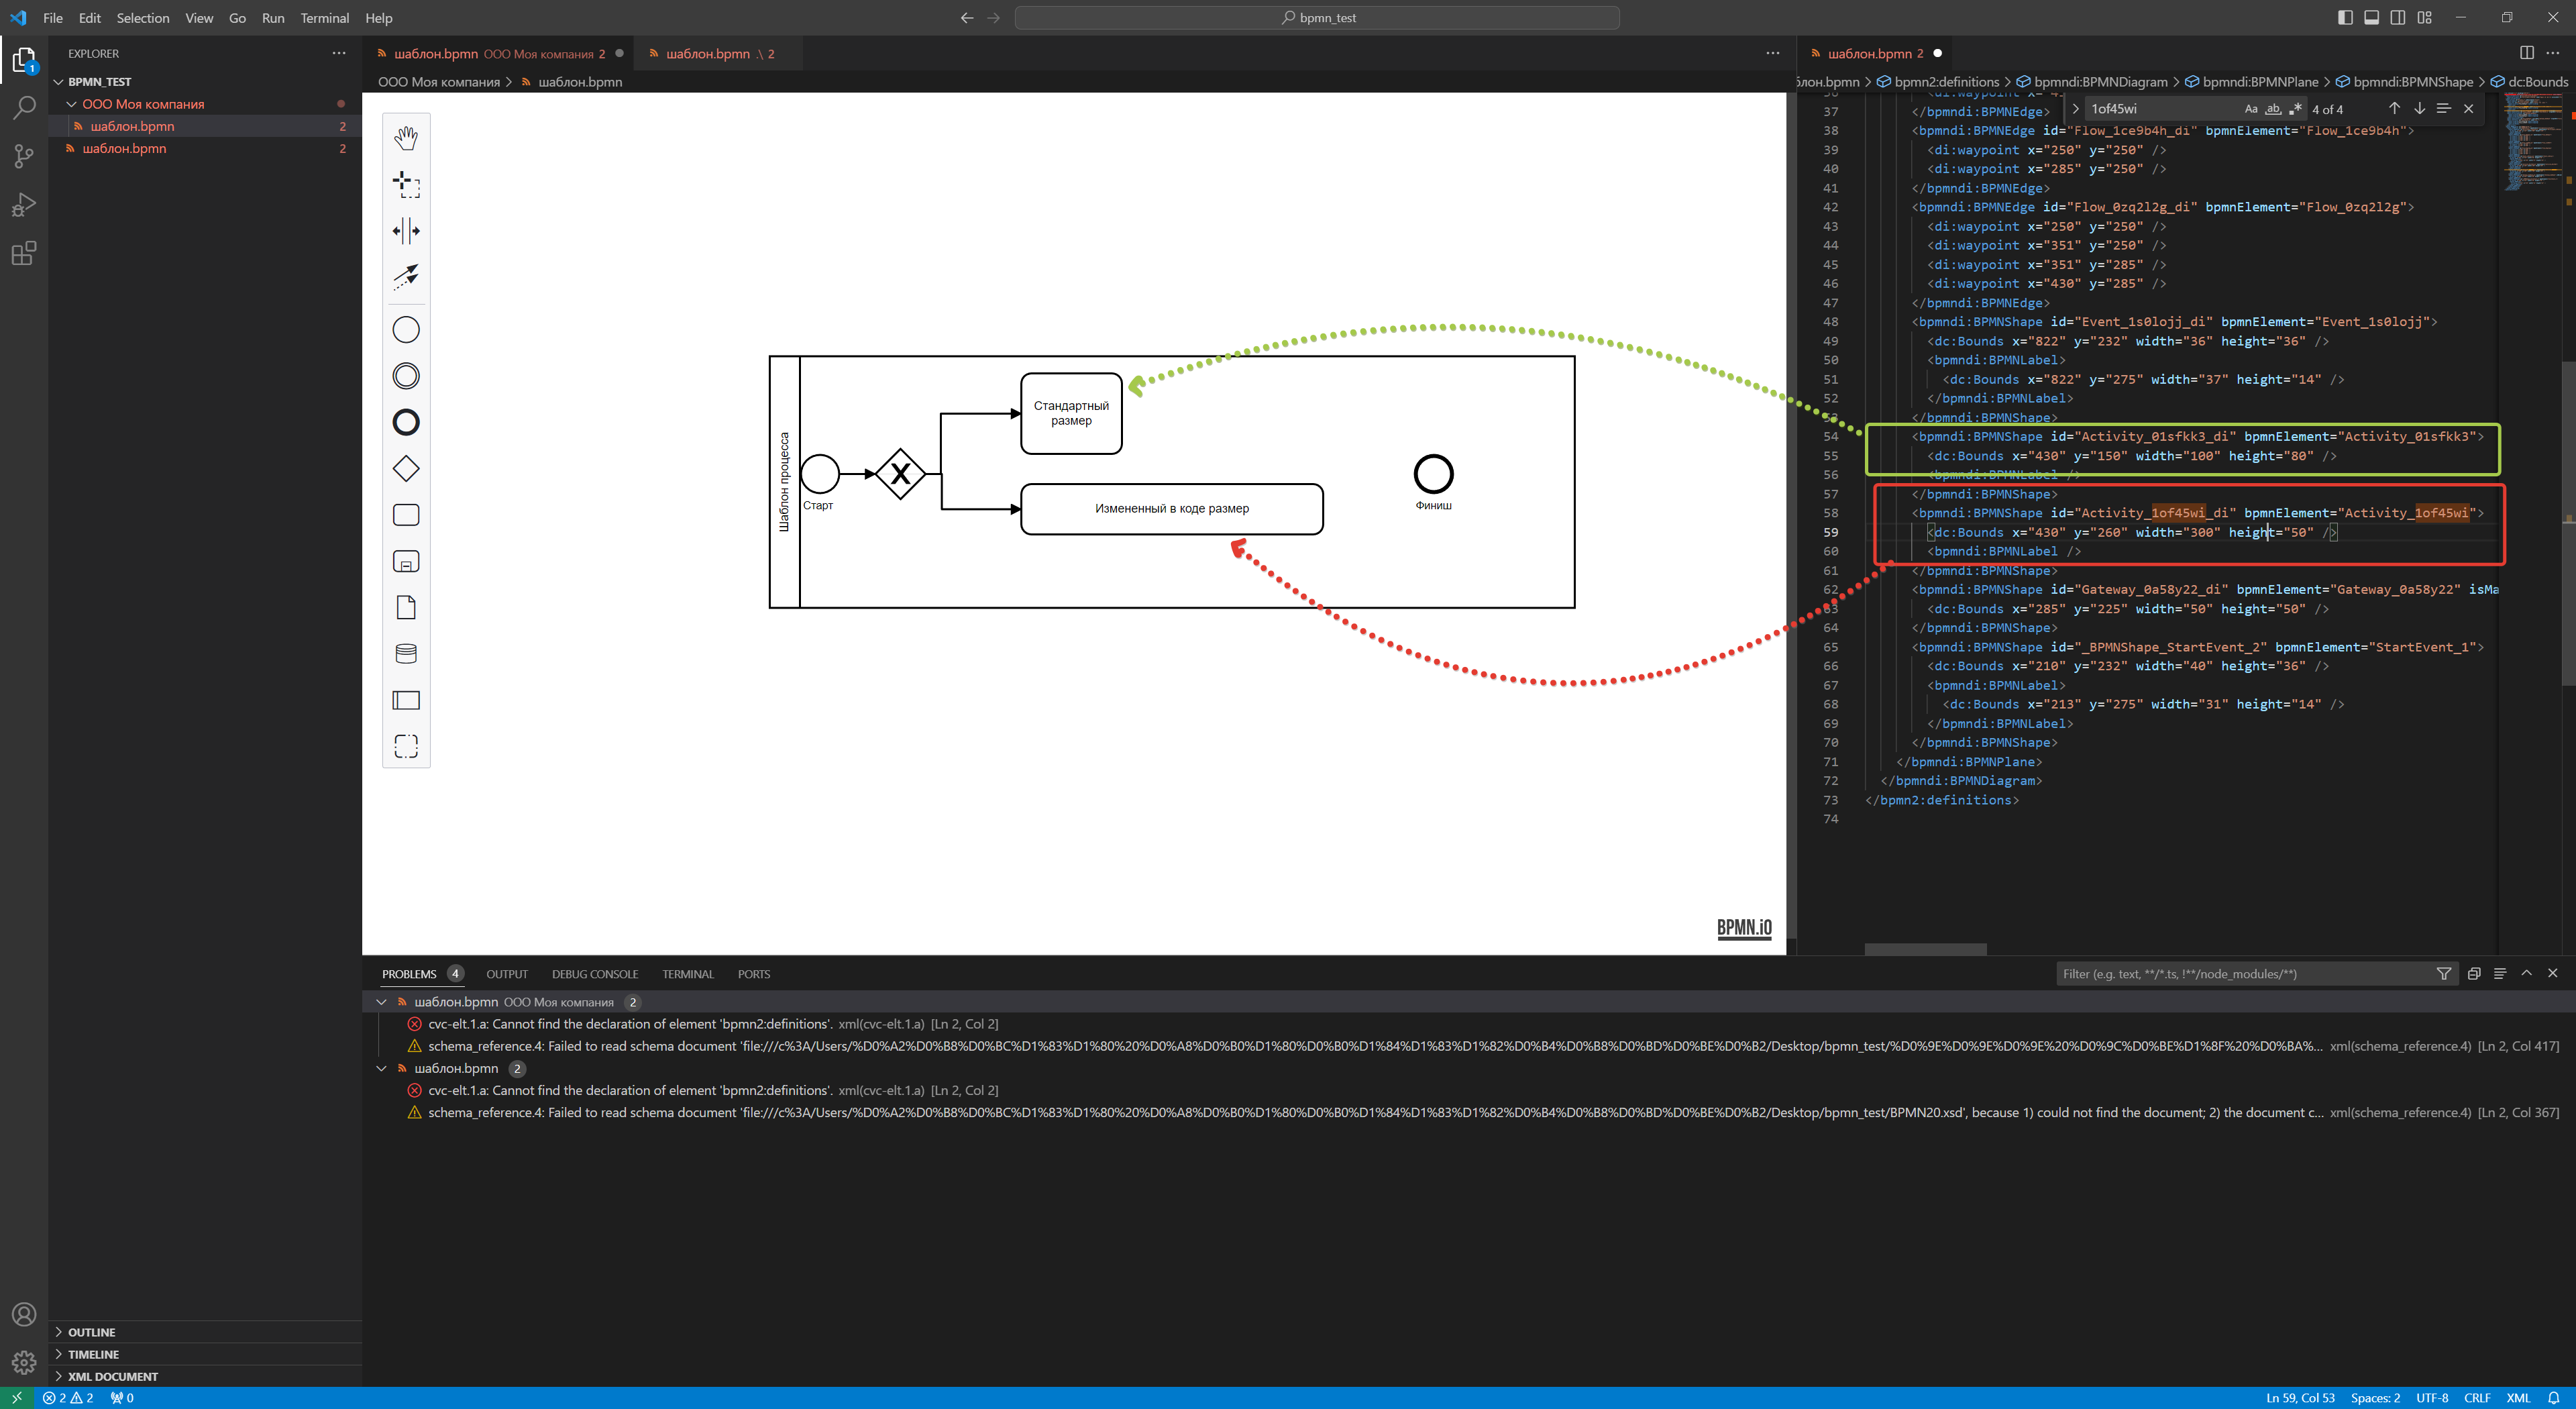 File Edit Selection View Go Run Terminal Help
bpmn_test
EXPLORER
BPMN_TEST
ООО Моя компания
шаблон.bpmn 2
шаблон.bpmn 2
OUTLINE
TIMELINE
XML DOCUMENT
шаблон.bpmn ООО Моя компания 2
шаблон.bpmn .\ 2
ООО Моя компания > шаблон.bpmn
Шаблон процесса
Старт
Стандартный
размер
Измененный в коде размер
Финиш
BPMN.iO
шаблон.bpmn 2
блон.bpmn > bpmn2:definitions > bpmndi:BPMNDiagram > bpmndi:BPMNPlane > bpmndi:BPMNShape > dc:Bounds
1of45wi Aa ab .* 4 of 4
37 </bpmndi:BPMNEdge>
38 <bpmndi:BPMNEdge id="Flow_1ce9b4h_di" bpmnElement="Flow_1ce9b4h">
39 <di:waypoint x="250" y="250" />
40 <di:waypoint x="285" y="250" />
41 </bpmndi:BPMNEdge>
42 <bpmndi:BPMNEdge id="Flow_0zq2l2g_di" bpmnElement="Flow_0zq2l2g">
43 <di:waypoint x="250" y="250" />
44 <di:waypoint x="351" y="250" />
45 <di:waypoint x="351" y="285" />
46 <di:waypoint x="430" y="285" />
47 </bpmndi:BPMNEdge>
48 <bpmndi:BPMNShape id="Event_1s0lojj_di" bpmnElement="Event_1s0lojj">
49 <dc:Bounds x="822" y="232" width="36" height="36" />
50 <bpmndi:BPMNLabel>
51 <dc:Bounds x="822" y="275" width="37" height="14" />
52 </bpmndi:BPMNLabel>
53 </bpmndi:BPMNShape>
54 <bpmndi:BPMNShape id="Activity_01sfkk3_di" bpmnElement="Activity_01sfkk3">
55 <dc:Bounds x="430" y="150" width="100" height="80" />
56 <bpmndi:BPMNLabel />
57 </bpmndi:BPMNShape>
58 <bpmndi:BPMNShape id="Activity_1of45wi_di" bpmnElement="Activity_1of45wi">
59 <dc:Bounds x="430" y="260" width="300" height="50" />
60 <bpmndi:BPMNLabel />
61 </bpmndi:BPMNShape>
62 <bpmndi:BPMNShape id="Gateway_0a58y22_di" bpmnElement="Gateway_0a58y22" isMa
63 <dc:Bounds x="285" y="225" width="50" height="50" />
64 </bpmndi:BPMNShape>
65 <bpmndi:BPMNShape id="_BPMNShape_StartEvent_2" bpmnElement="StartEvent_1">
66 <dc:Bounds x="210" y="232" width="40" height="36" />
67 <bpmndi:BPMNLabel>
68 <dc:Bounds x="213" y="275" width="31" height="14" />
69 </bpmndi:BPMNLabel>
70 </bpmndi:BPMNShape>
71 </bpmndi:BPMNPlane>
72 </bpmndi:BPMNDiagram>
73 </bpmn2:definitions>
74
PROBLEMS 4 OUTPUT DEBUG CONSOLE TERMINAL PORTS
Filter (e.g. text, **/*.ts, !**/node_modules/**)
шаблон.bpmn ООО Моя компания 2
cvc-elt.1.a: Cannot find the declaration of element 'bpmn2:definitions'. xml(cvc-elt.1.a) [Ln 2, Col 2]
schema_reference.4: Failed to read schema document 'file:///c%3A/Users/%D0%A2%D0%B8%D0%BC%D1%83%D1%80%20%D0%A8%D0%B0%D1%80%D0%B0%D1%84%D1%83%D1%82%D0%B4%D0%B8%D0%BD%D0%BE%D0%B2/Desktop/bpmn_test/%D0%9E%D0%9E%D0%9E%20%D0%9C%D0%BE%D1%8F%20%D0%BA%... xml(schema_reference.4) [Ln 2, Col 417]
шаблон.bpmn 2
cvc-elt.1.a: Cannot find the declaration of element 'bpmn2:definitions'. xml(cvc-elt.1.a) [Ln 2, Col 2]
schema_reference.4: Failed to read schema document 'file:///c%3A/Users/%D0%A2%D0%B8%D0%BC%D1%83%D1%80%20%D0%A8%D0%B0%D1%80%D0%B0%D1%84%D1%83%D1%82%D0%B4%D0%B8%D0%BD%D0%BE%D0%B2/Desktop/bpmn_test/BPMN20.xsd', because 1) could not find the document; 2) the document c... xml(schema_reference.4) [Ln 2, Col 367]
2 2 0
Ln 59, Col 53 Spaces: 2 UTF-8 CRLF XML